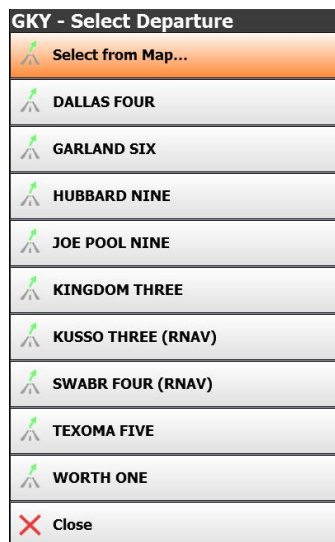 GKY - Select Departure
Select from Map...
DALLAS FOUR
GARLAND SIX
HUBBARD NINE
JOE POOL NINE
KINGDOM THREE
KUSSO THREE (RNAV)
SWABR FOUR (RNAV)
TEXOMA FIVE
WORTH ONE
Close